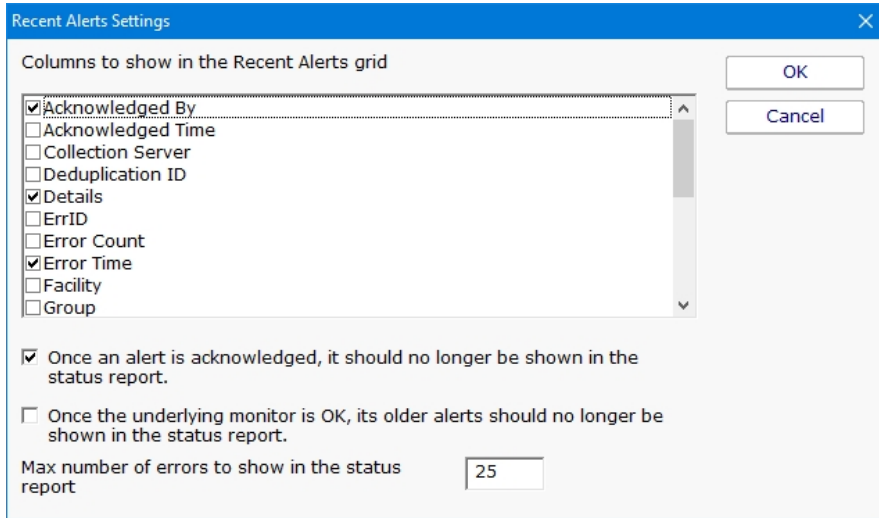 Recent Alerts Settings
Columns to show in the Recent Alerts grid
OK
Cancel
Acknowledged By
Acknowledged Time
Collection Server
Deduplication ID
Details
ErrID
Error Count
Error Time
Facility
Group
Once an alert is acknowledged, it should no longer be shown in the
status report.
Once the underlying monitor is OK, its older alerts should no longer be
shown in the status report.
Max number of errors to show in the status
report
25